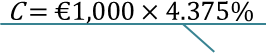 C = €1,000 × 4.375%